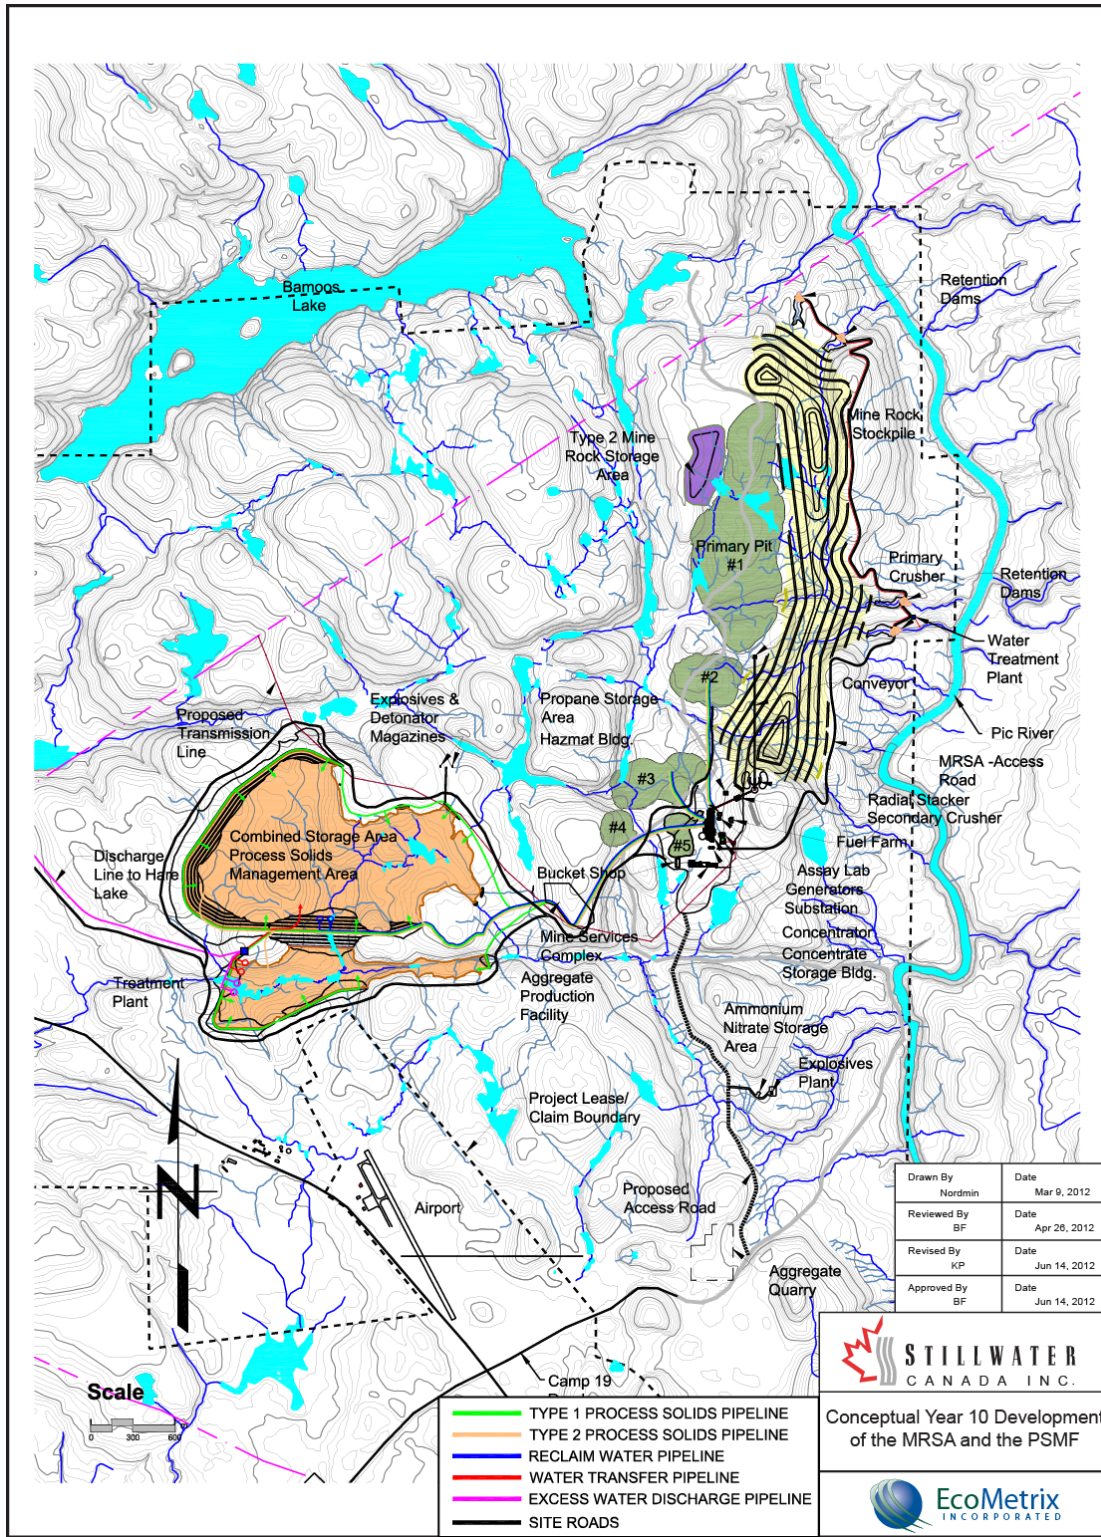 Bamoos
Lake
Retention
Dams
Mine Rock
Stockpile
Type 2 Mine
Rock Storage
Area
Primary Pit
#1
Primary
Crusher
Retention
Dams
Water
Treatment
Plant
#2
Conveyor
Pic River
Proposed
Transmission
Line
Explosives &
Detonator
Magazines
Propane Storage
Area
Hazmat Bldg.
MRSA -Access
Road
#3
Radial Stacker
Secondary Crusher
#4
#5
Fuel Farm
Combined Storage Area
Process Solids
Management Area
Discharge
Line to Hare
Lake
Bucket Shop
Assay Lab
Generators
Substation
Concentrator
Concentrate
Storage Bldg.
Mine Services
Complex
Aggregate
Production
Facility
Treatment
Plant
Ammonium
Nitrate Storage
Area
Explosives
Plant
Project Lease/
Claim Boundary
N
Airport
Proposed
Access Road
Aggregate
Quarry
Camp 19
Scale
0 300 600
TYPE 1 PROCESS SOLIDS PIPELINE
TYPE 2 PROCESS SOLIDS PIPELINE
RECLAIM WATER PIPELINE
WATER TRANSFER PIPELINE
EXCESS WATER DISCHARGE PIPELINE
SITE ROADS
Drawn By Date
Nordmin Mar 9, 2012
Reviewed By Date
BF Apr 26, 2012
Revised By Date
KP Jun 14, 2012
Approved By Date
BF Jun 14, 2012
STILLWATER
CANADA INC.
Conceptual Year 10 Development
of the MRSA and the PSMF
EcoMetrix
INCORPORATED